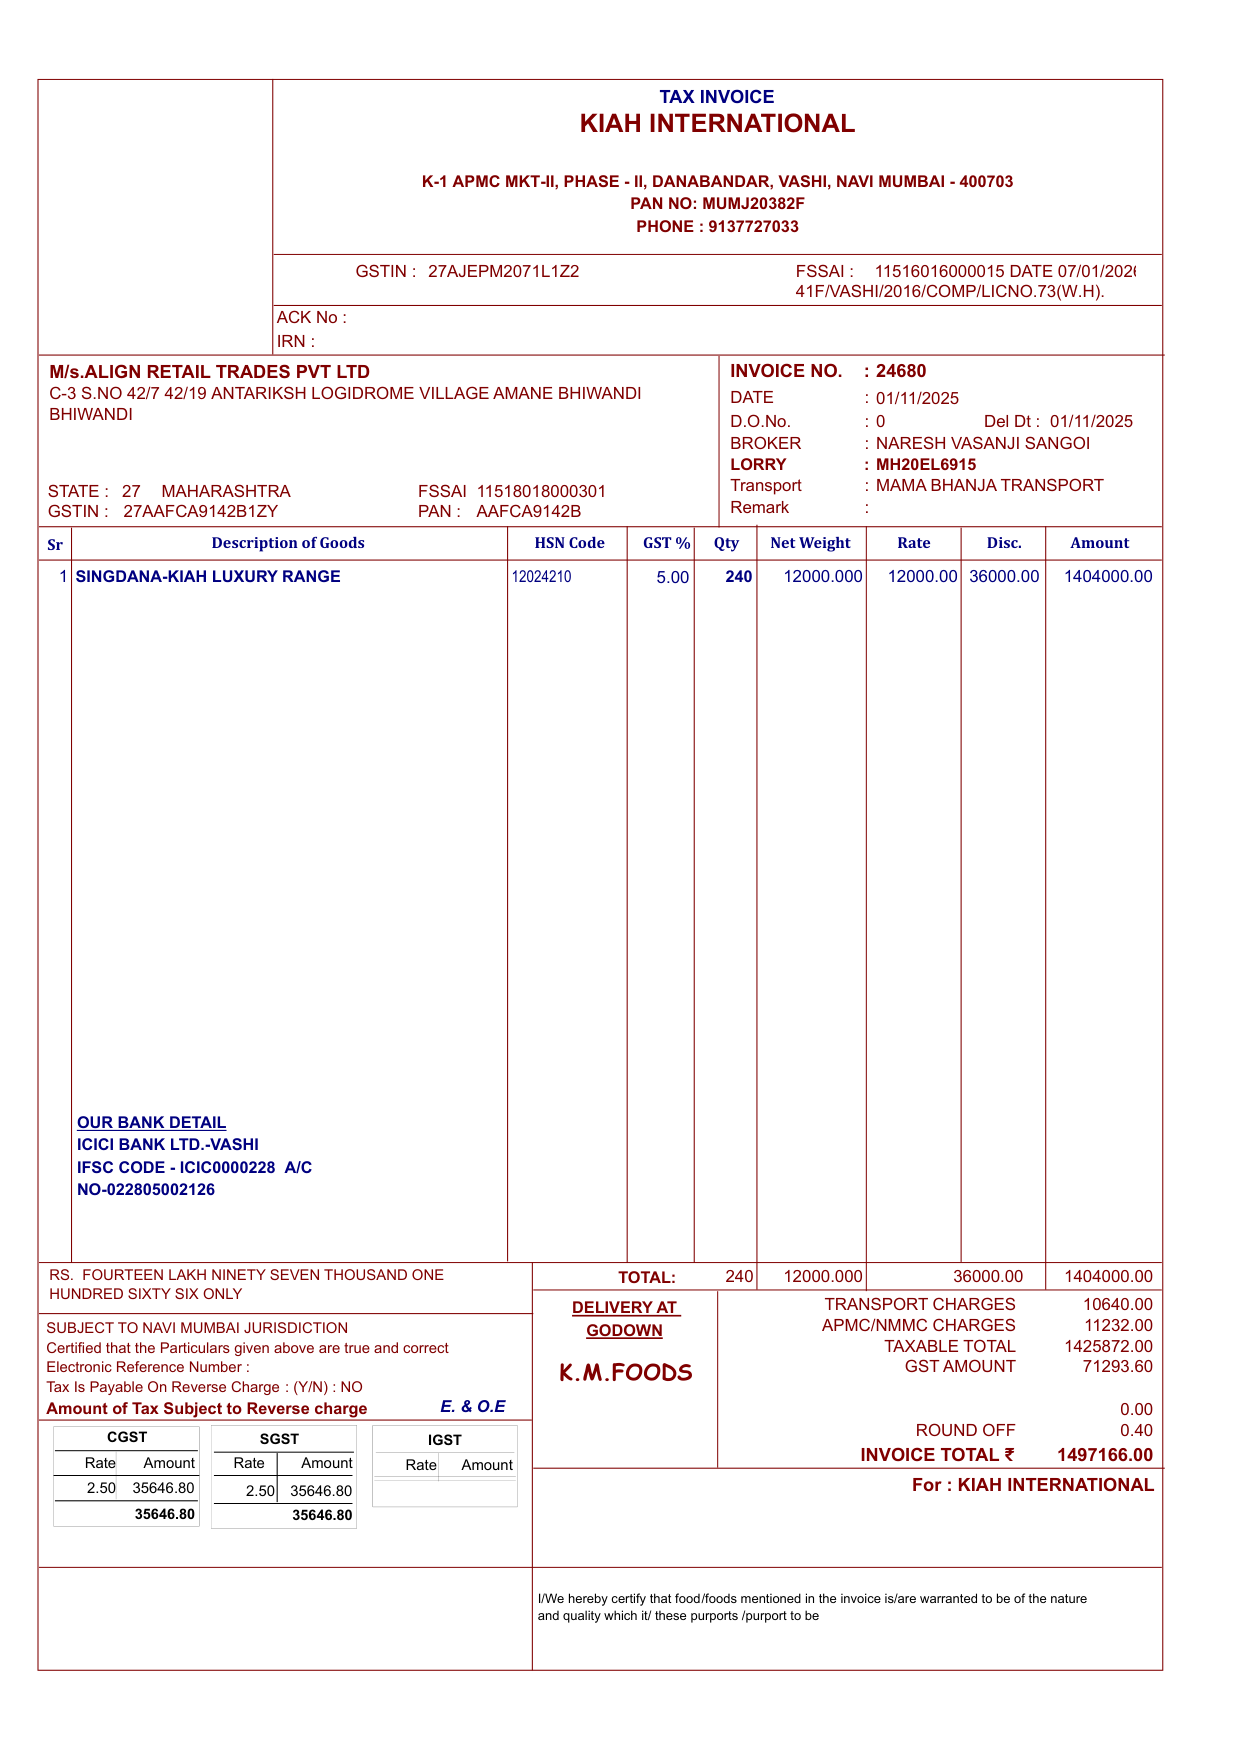 TAX INVOICE
KIAH INTERNATIONAL
K-1 APMC MKT-II, PHASE - II, DANABANDAR, VASHI, NAVI MUMBAI - 400703
PAN NO: MUMJ20382F
PHONE : 9137727033
GSTIN : 27AJEPM2071L1Z2 FSSAI : 11516016000015 DATE 07/01/2026
41F/VASHI/2016/COMP/LICNO.73(W.H).
ACK No :
IRN :
M/s.ALIGN RETAIL TRADES PVT LTD
C-3 S.NO 42/7 42/19 ANTARIKSH LOGIDROME VILLAGE AMANE BHIWANDI
BHIWANDI
STATE : 27 MAHARASHTRA FSSAI 11518018000301
GSTIN : 27AAFCA9142B1ZY PAN : AAFCA9142B
INVOICE NO. : 24680
DATE : 01/11/2025
D.O.No. : 0 Del Dt : 01/11/2025
BROKER : NARESH VASANJI SANGOI
LORRY : MH20EL6915
Transport : MAMA BHANJA TRANSPORT
Remark :
Sr Description of Goods HSN Code GST % Qty Net Weight Rate Disc. Amount
1 SINGDANA-KIAH LUXURY RANGE 12024210 5.00 240 12000.000 12000.00 36000.00 1404000.00
OUR BANK DETAIL
ICICI BANK LTD.-VASHI
IFSC CODE - ICIC0000228 A/C
NO-022805002126
RS. FOURTEEN LAKH NINETY SEVEN THOUSAND ONE
HUNDRED SIXTY SIX ONLY
TOTAL: 240 12000.000 36000.00 1404000.00
SUBJECT TO NAVI MUMBAI JURISDICTION
Certified that the Particulars given above are true and correct
Electronic Reference Number :
Tax Is Payable On Reverse Charge : (Y/N) : NO
Amount of Tax Subject to Reverse charge E. & O.E
DELIVERY AT
GODOWN
K.M.FOODS
TRANSPORT CHARGES 10640.00
APMC/NMMC CHARGES 11232.00
TAXABLE TOTAL 1425872.00
GST AMOUNT 71293.60
0.00
ROUND OFF 0.40
INVOICE TOTAL ₹ 1497166.00
CGST SGST IGST
Rate Amount Rate Amount Rate Amount
2.50 35646.80 2.50 35646.80
35646.80 35646.80
For : KIAH INTERNATIONAL
I/We hereby certify that food/foods mentioned in the invoice is/are warranted to be of the nature
and quality which it/ these purports /purport to be